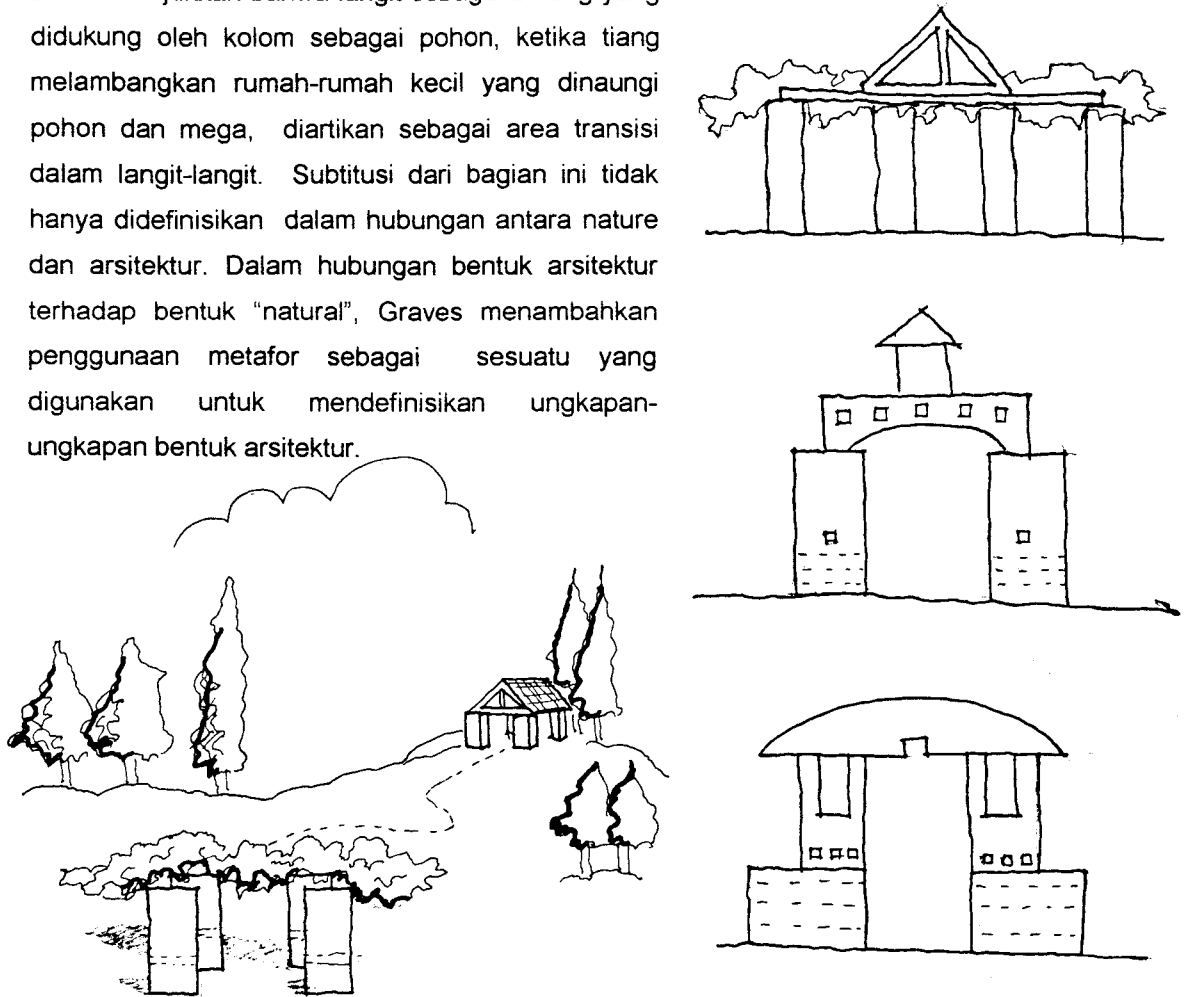 didukung oleh kolom sebagai pohon, ketika tiang
melambangkan rumah-rumah kecil yang dinaungi
pohon dan mega, diartikan sebagai area transisi
dalam langit-langit. Subtitusi dari bagian ini tidak
hanya didefinisikan dalam hubungan antara nature
dan arsitektur. Dalam hubungan bentuk arsitektur
terhadap bentuk “natural”, Graves menambahkan
penggunaan metafor sebagai sesuatu yang
digunakan untuk mendefinisikan ungkapan-
ungkapan bentuk arsitektur.